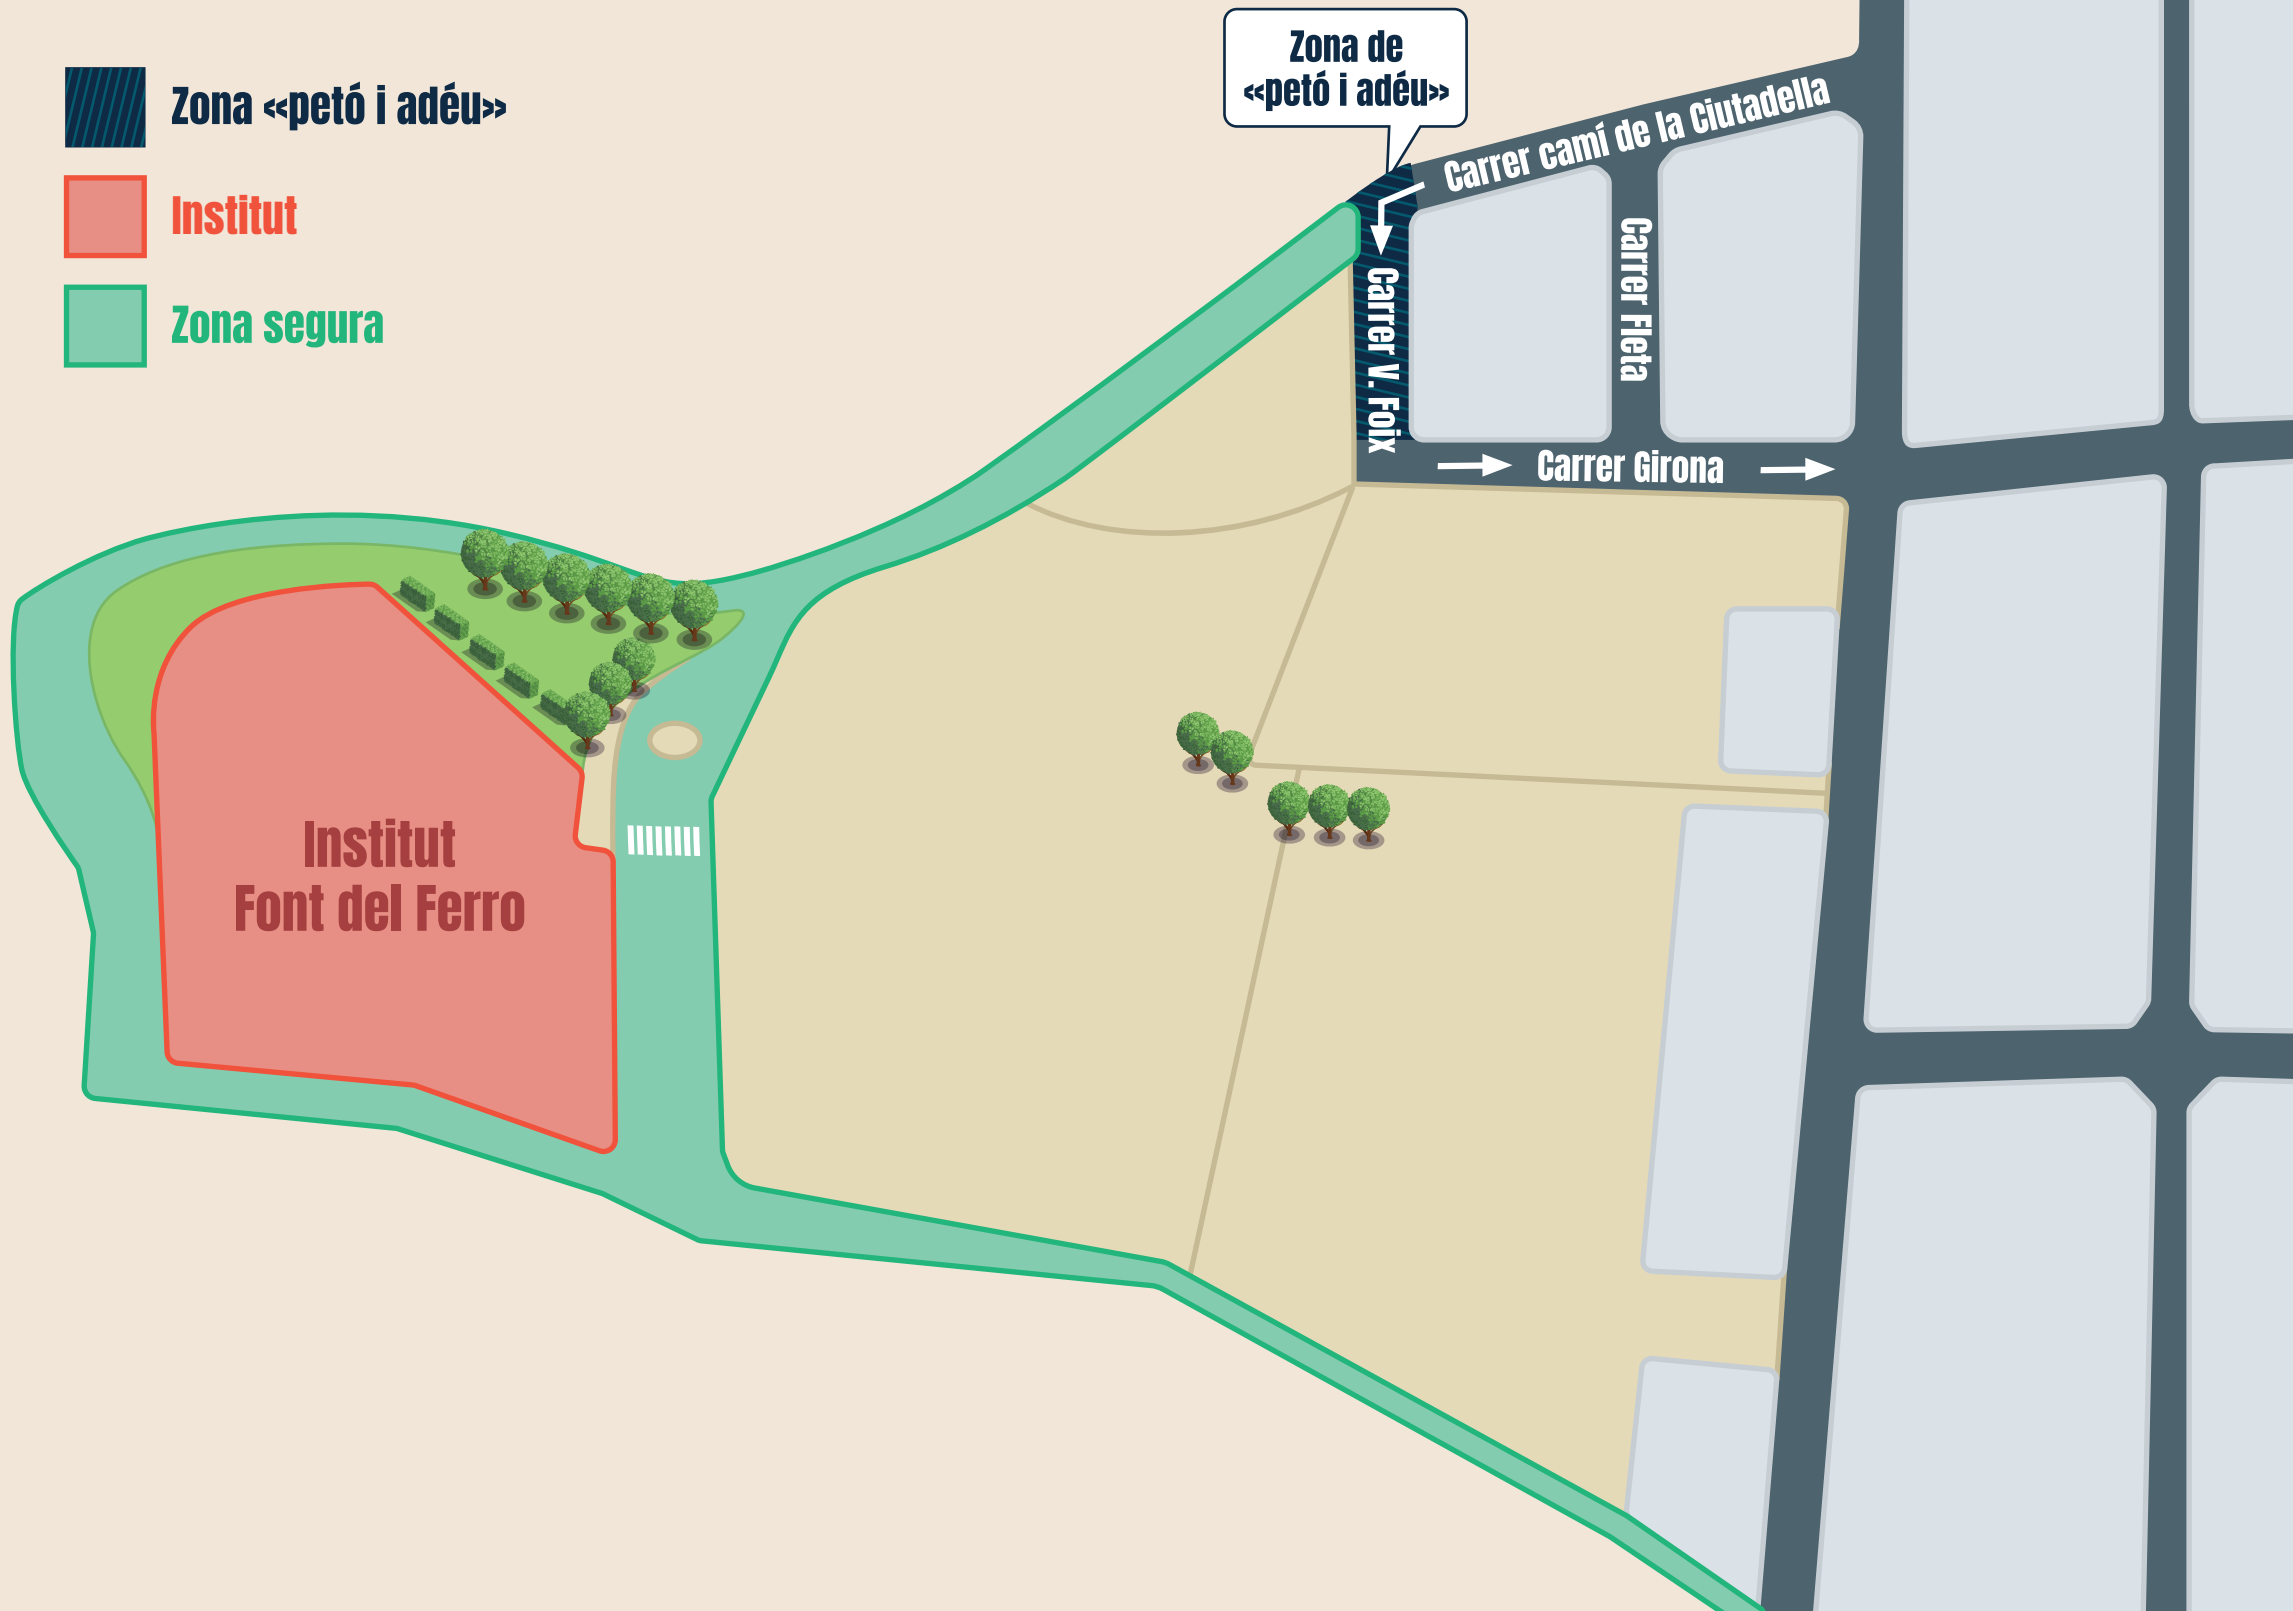 Zona «petó i adéu»
Institut
Zona segura
Zona de
«petó i adéu»
Carrer camí de la Ciutadella
Carrer V. Foix
Carrer Fleta
Carrer Girona
Institut
Font del Ferro